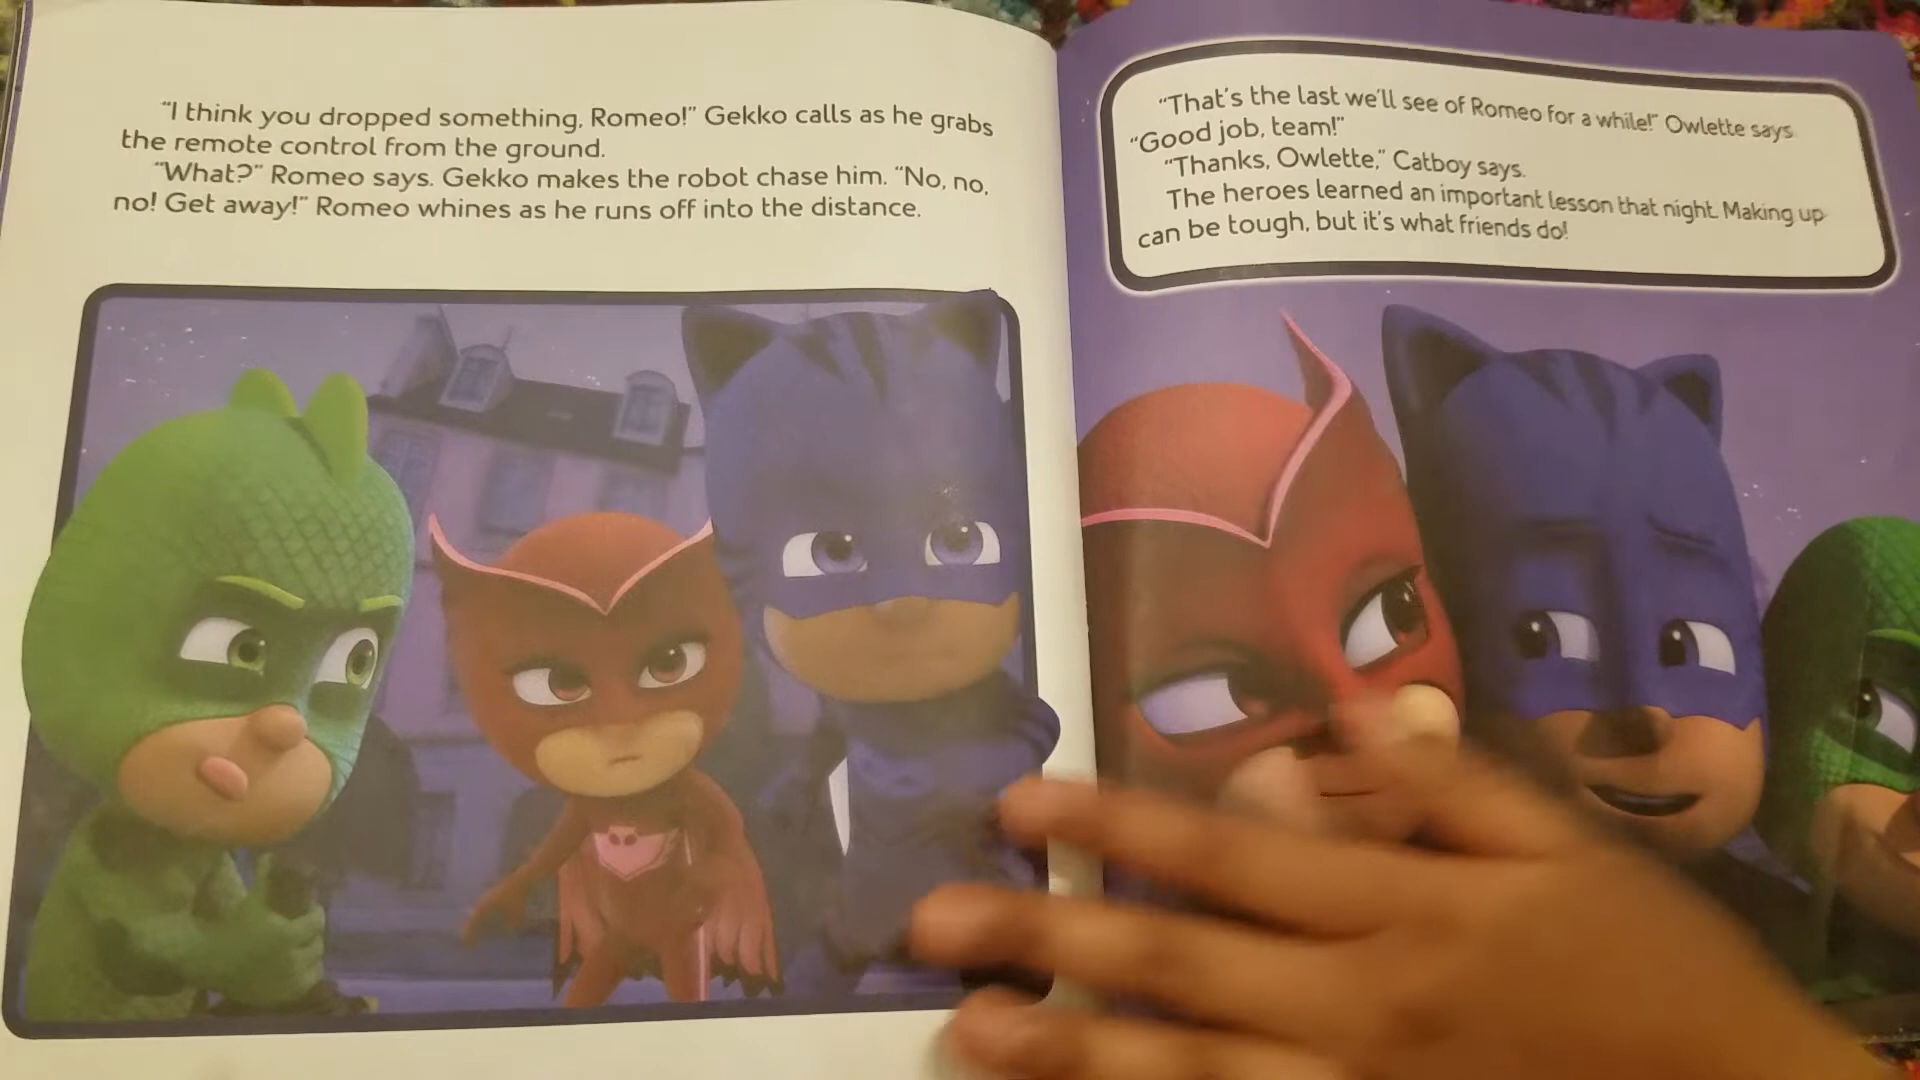 “I think you dropped something, Romeo!” Gekko calls as he grabs
the remote control from the ground.
“What?” Romeo says. Gekko makes the robot chase him. “No, no,
no! Get away!” Romeo whines as he runs off into the distance.
“That's the last we'll see of Romeo for a while!” Owlette says.
“Good job, team!”
“Thanks, Owlette,” Catboy says.
The heroes learned an important lesson that night. Making up
can be tough, but it's what friends do!